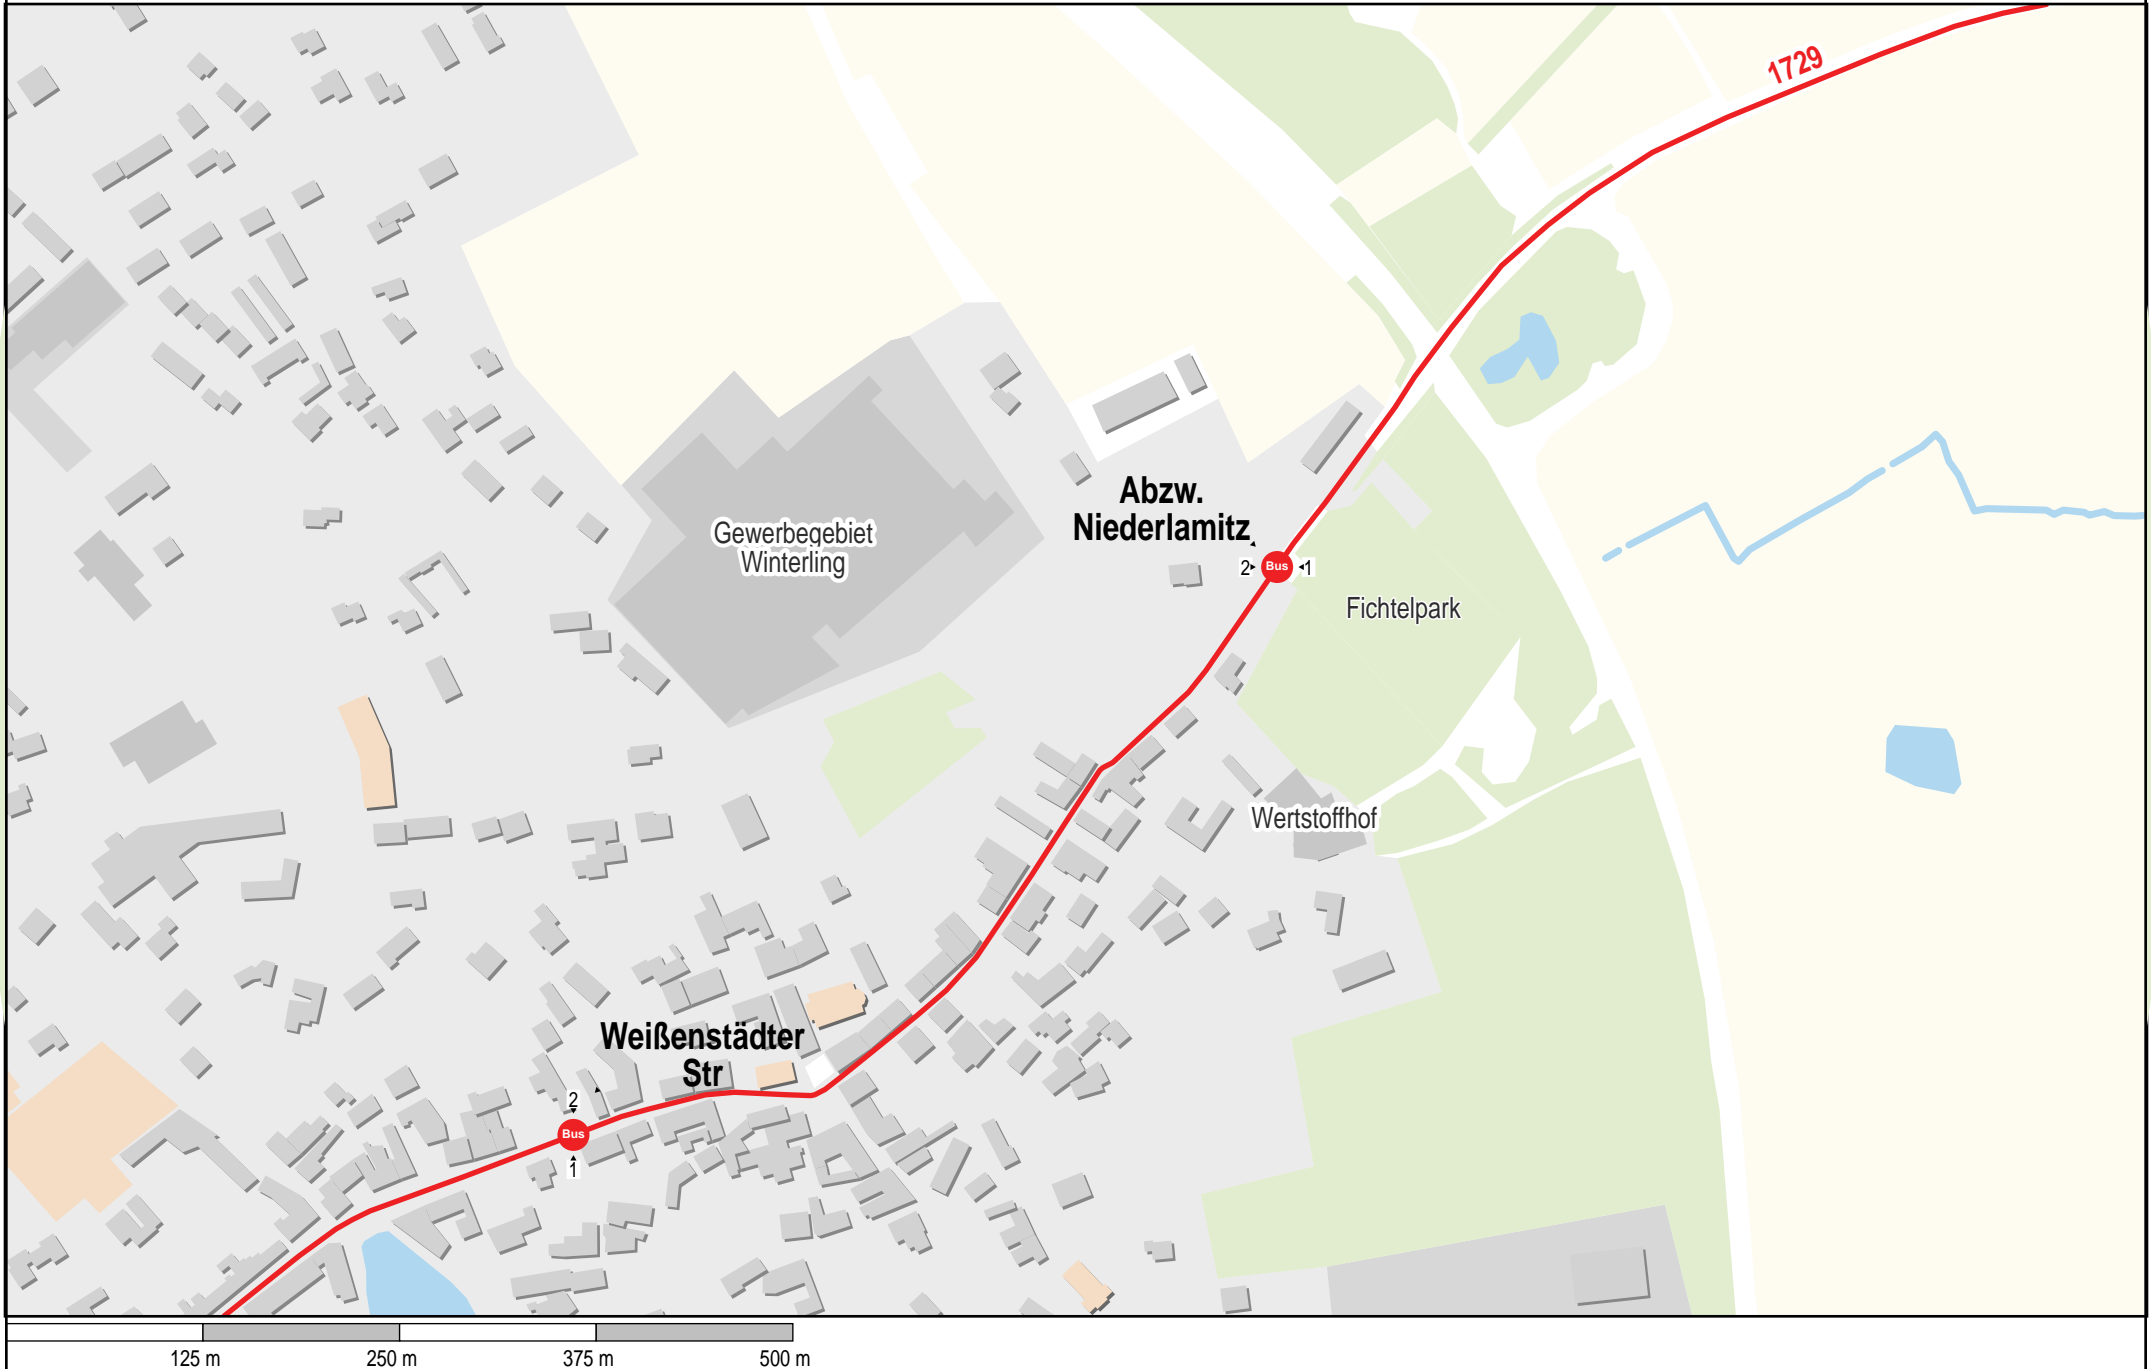 1729
Abzw.
Niederlamitz
Gewerbegebiet
Winterling
2 Bus 1
Fichtelpark
Wertstoffhof
Weißenstädter
Str
2
Bus
1
125 m 250 m 375 m 500 m